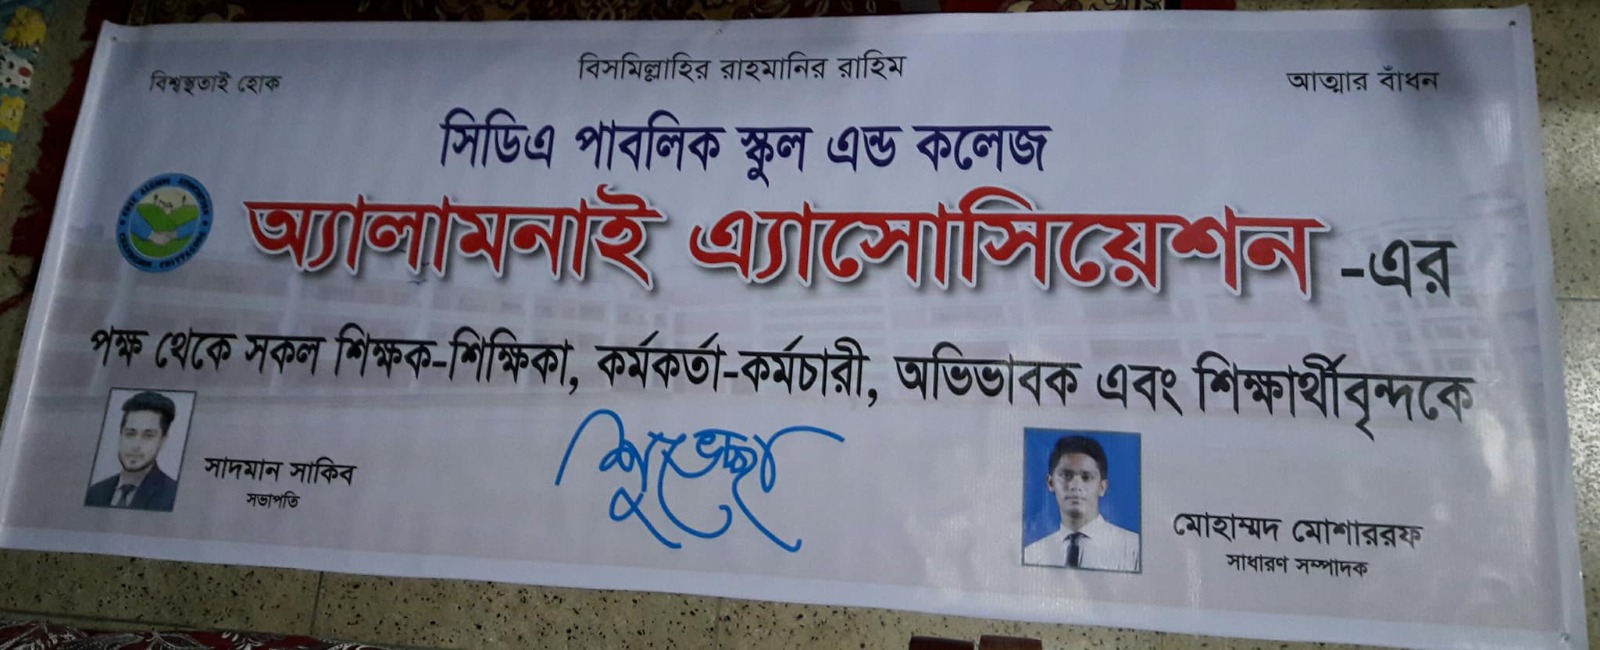 বিসমিল্লাহির রাহমানির রাহিম
বিশ্বস্থতাই হোক
আত্মার বাঁধন
সিডিএ পাবলিক স্কুল এন্ড কলেজ
অ্যালামনাই এ্যাসোসিয়েশন -এর
পক্ষ থেকে সকল শিক্ষক-শিক্ষিকা, কর্মকর্তা-কর্মচারী, অভিভাবক এবং শিক্ষার্থীবৃন্দকে
শুভেচ্ছা
সাদমান সাকিব
সভাপতি
মোহাম্মদ মোশাররফ
সাধারণ সম্পাদক